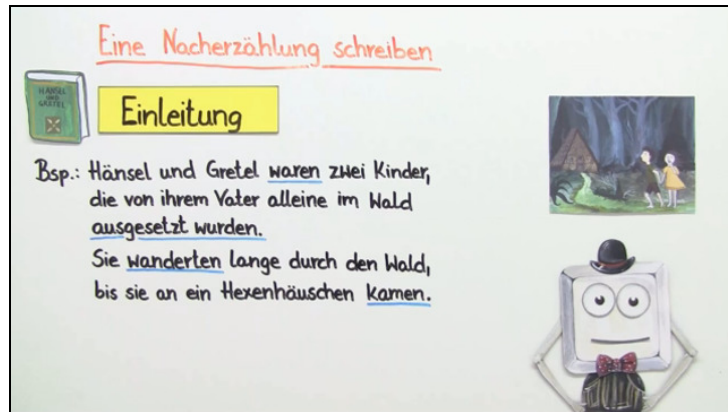 Eine Nacherzählung schreiben
HÄNSEL
und
GRETEL
Einleitung
Bsp.: Hänsel und Gretel waren zwei Kinder,
die von ihrem Vater alleine im Wald
ausgesetzt wurden.
Sie wanderten lange durch den Wald,
bis sie an ein Hexenhäuschen kamen.